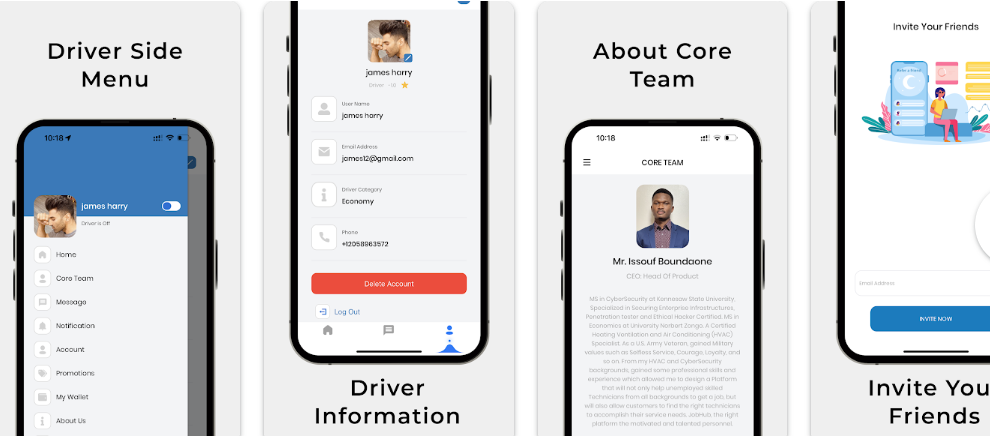 Driver Side
Menu
10:18
james harry
Driver is Off
Home
Core Team
Message
Notification
Account
Promotions
My Wallet
About Us
james harry
Driver
User Name
james harry
Email Address
james12@gmail.com
Driver Category
Economy
Phone
+12058963572
Delete Account
Log Out
Driver
Information
About Core
Team
10:18
CORE TEAM
Mr. Issouf Boundaone
CEO: Head Of Product
MS in CyberSecurity at Kennesaw State University.
Specialized in Securing Enterprise Infrastructures,
Penetration tester and Ethical Hacker Certified. MS in
Economics at University Norbert Zongo. A Certified
Heating Ventilation and Air Conditioning (HVAC)
Specialist. As a U.S. Army Veteran, gained Military
values such as Selfless Service, Courage, Loyalty, and
so on. From my HVAC and CyberSecurity
backgrounds, gained some professional skills and
experience which allowed me to design a Platform
that will not only help unemployed skilled
Technicians from all backgrounds to get a job, but
will also allow customers to find the right technicians
to accomplish their service needs. JobHub, the right
platform the motivated and talented personnel.
Invite Your Friends
Refer a friend
Email Address
INVITE NOW
Invite You
Friends